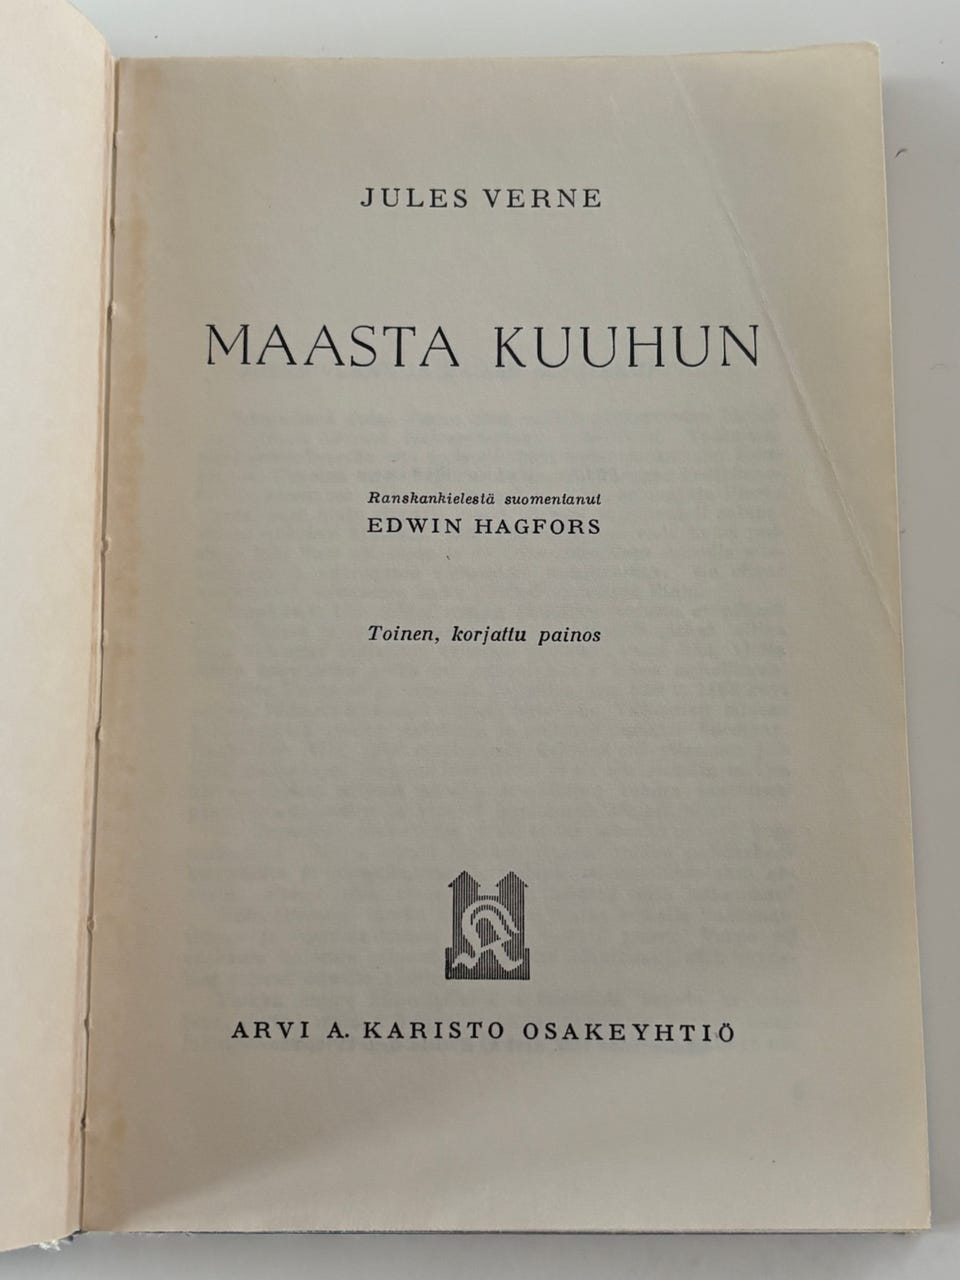 JULES VERNE
MAASTA KUUHUN
Ranskankielestä suomentanut
EDWIN HAGFORS
Toinen, korjattu painos
K
ARVI A. KARISTO OSAKEYHTIÖ